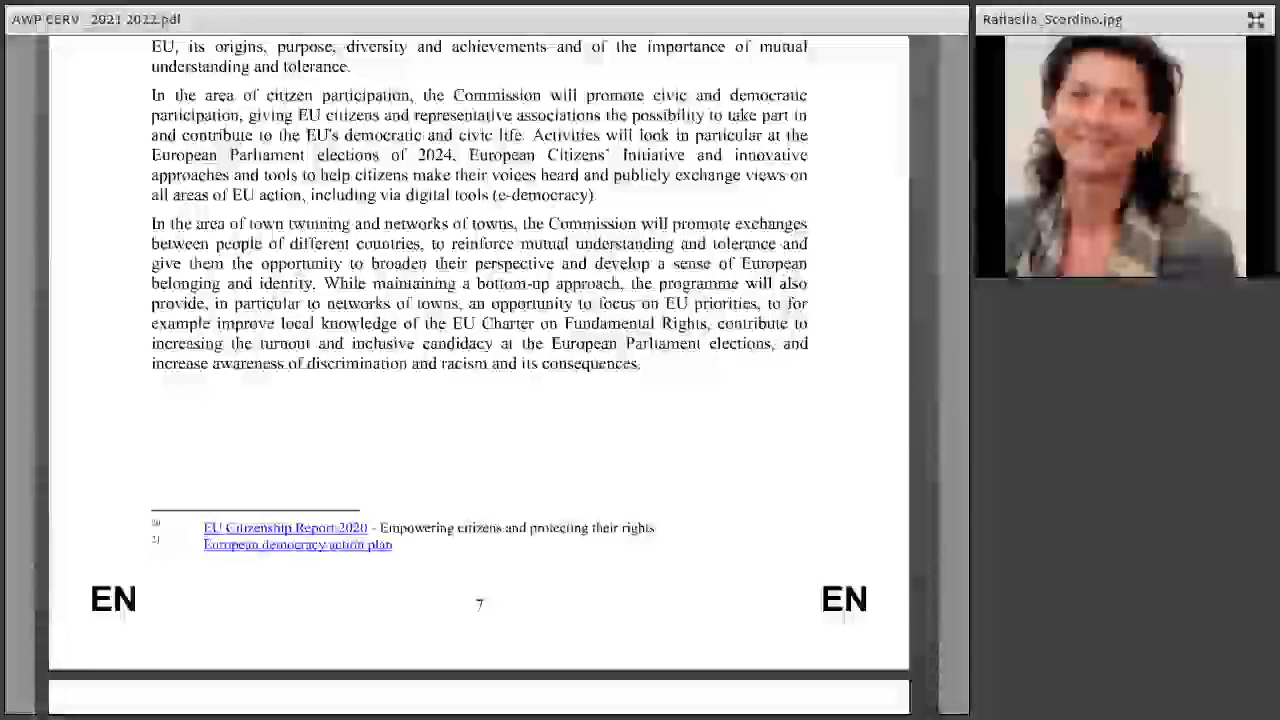 AWP CERV _2021 2022.pdf
Raffaella_Scordino.jpg
EU, its origins, purpose, diversity and achievements and of the importance of mutual
understanding and tolerance.
In the area of citizen participation, the Commission will promote civic and democratic
participation, giving EU citizens and representative associations the possibility to take part in
and contribute to the EU's democratic and civic life. Activities will look in particular at the
European Parliament elections of 2024, European Citizens' Initiative and innovative
approaches and tools to help citizens make their voices heard and publicly exchange views on
all areas of EU action, including via digital tools (e-democracy).
In the area of town twinning and networks of towns, the Commission will promote exchanges
between people of different countries, to reinforce mutual understanding and tolerance and
give them the opportunity to broaden their perspective and develop a sense of European
belonging and identity. While maintaining a bottom-up approach, the programme will also
provide, in particular to networks of towns, an opportunity to focus on EU priorities, to for
example improve local knowledge of the EU Charter on Fundamental Rights, contribute to
increasing the turnout and inclusive candidacy at the European Parliament elections, and
increase awareness of discrimination and racism and its consequences.
20 EU Citizenship Report 2020 - Empowering citizens and protecting their rights
21 European democracy action plan
EN 7 EN